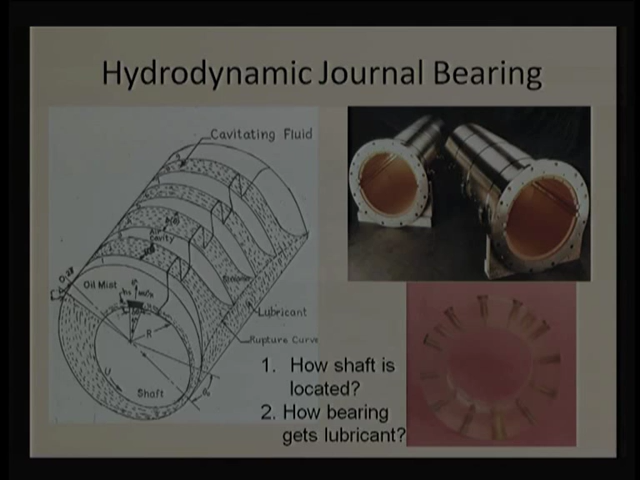 Hydrodynamic Journal Bearing
Cavitating Fluid
Cavity
Oil Mist
R
Lubricant
Rupture Curve
U
Shaft
1. How shaft is
located?
2. How bearing
gets lubricant?